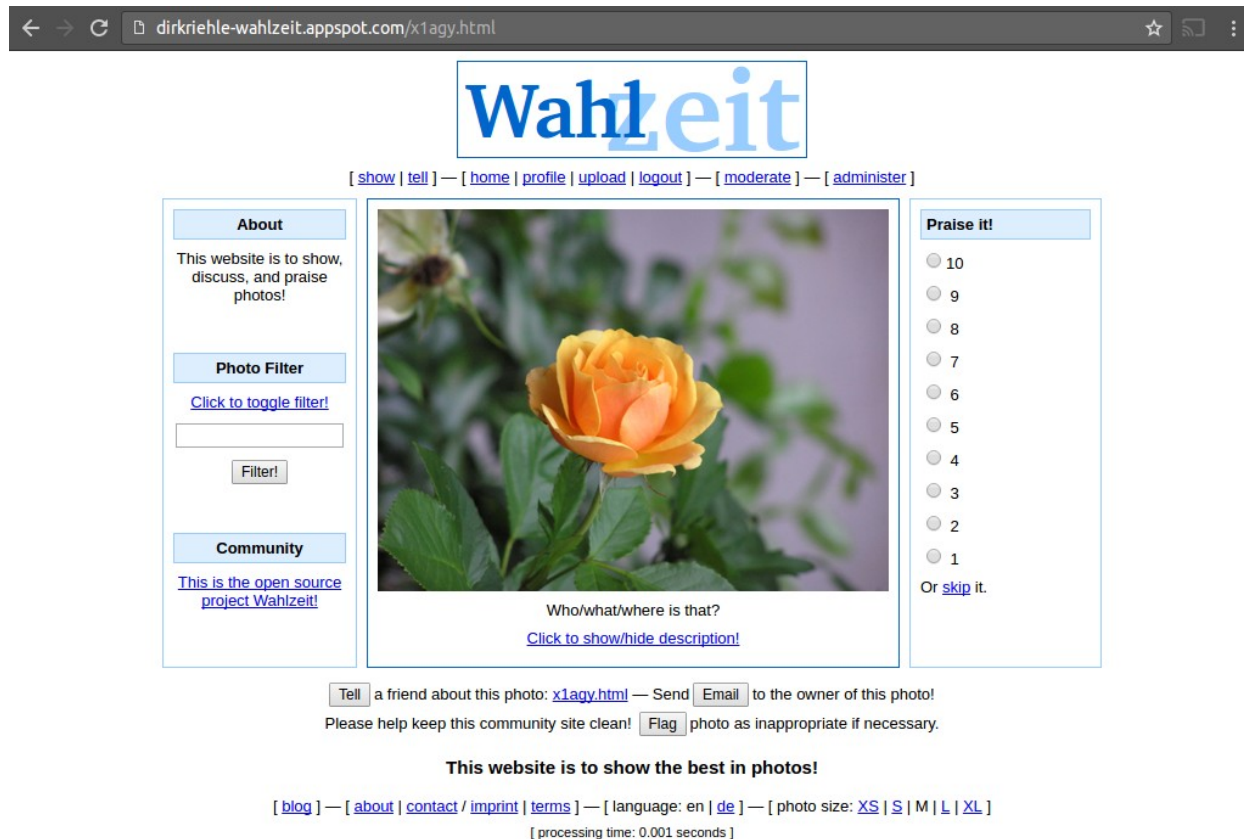 dirkriehle-wahlzeit.appspot.com/x1agy.html
Wahlzeit
[ show | tell ] — [ home | profile | upload | logout ] — [ moderate ] — [ administer ]
About
This website is to show,
discuss, and praise
photos!
Photo Filter
Click to toggle filter!
Filter!
Community
This is the open source
project Wahlzeit!
Who/what/where is that?
Click to show/hide description!
Praise it!
10
9
8
7
6
5
4
3
2
1
Or skip it.
Tell a friend about this photo: x1agy.html — Send Email to the owner of this photo!
Please help keep this community site clean! Flag photo as inappropriate if necessary.
This website is to show the best in photos!
[ blog ] — [ about | contact / imprint | terms ] — [ language: en | de ] — [ photo size: XS | S | M | L | XL ]
[ processing time: 0.001 seconds ]